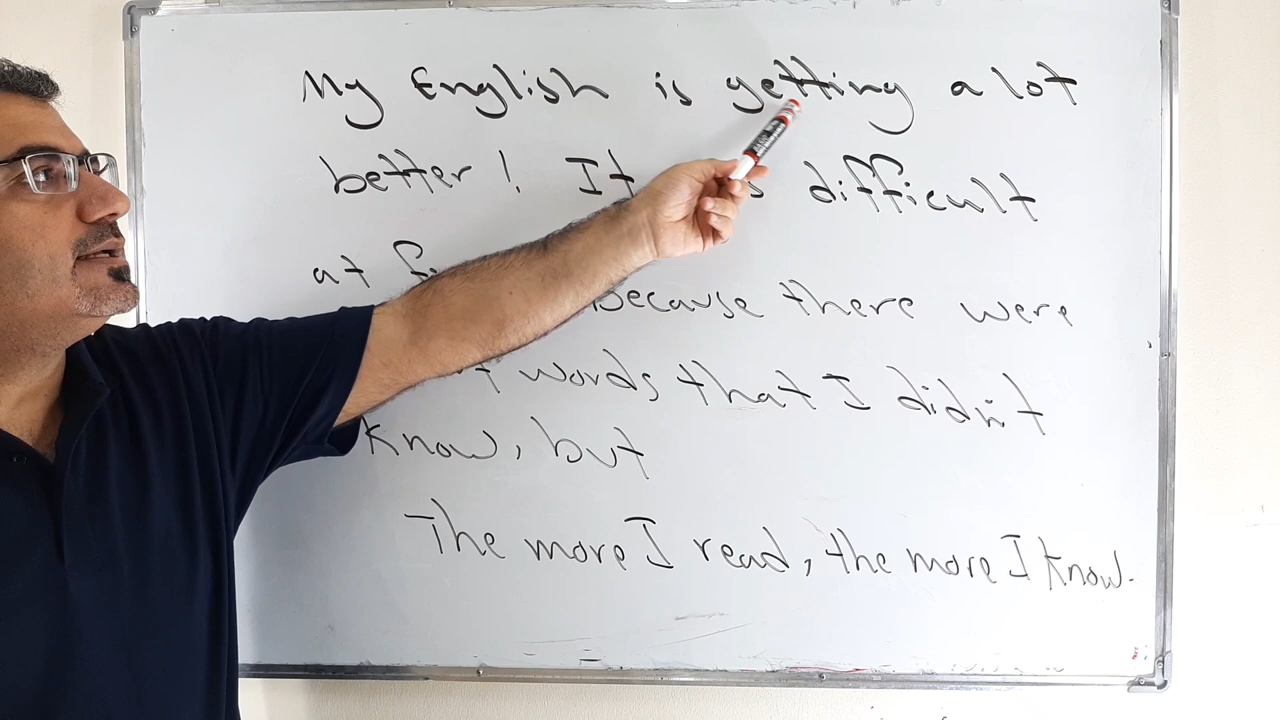 My English is getting a lot
better! It difficult
at
because there were
words that I didn't
know, but
The more I read, the more I know.